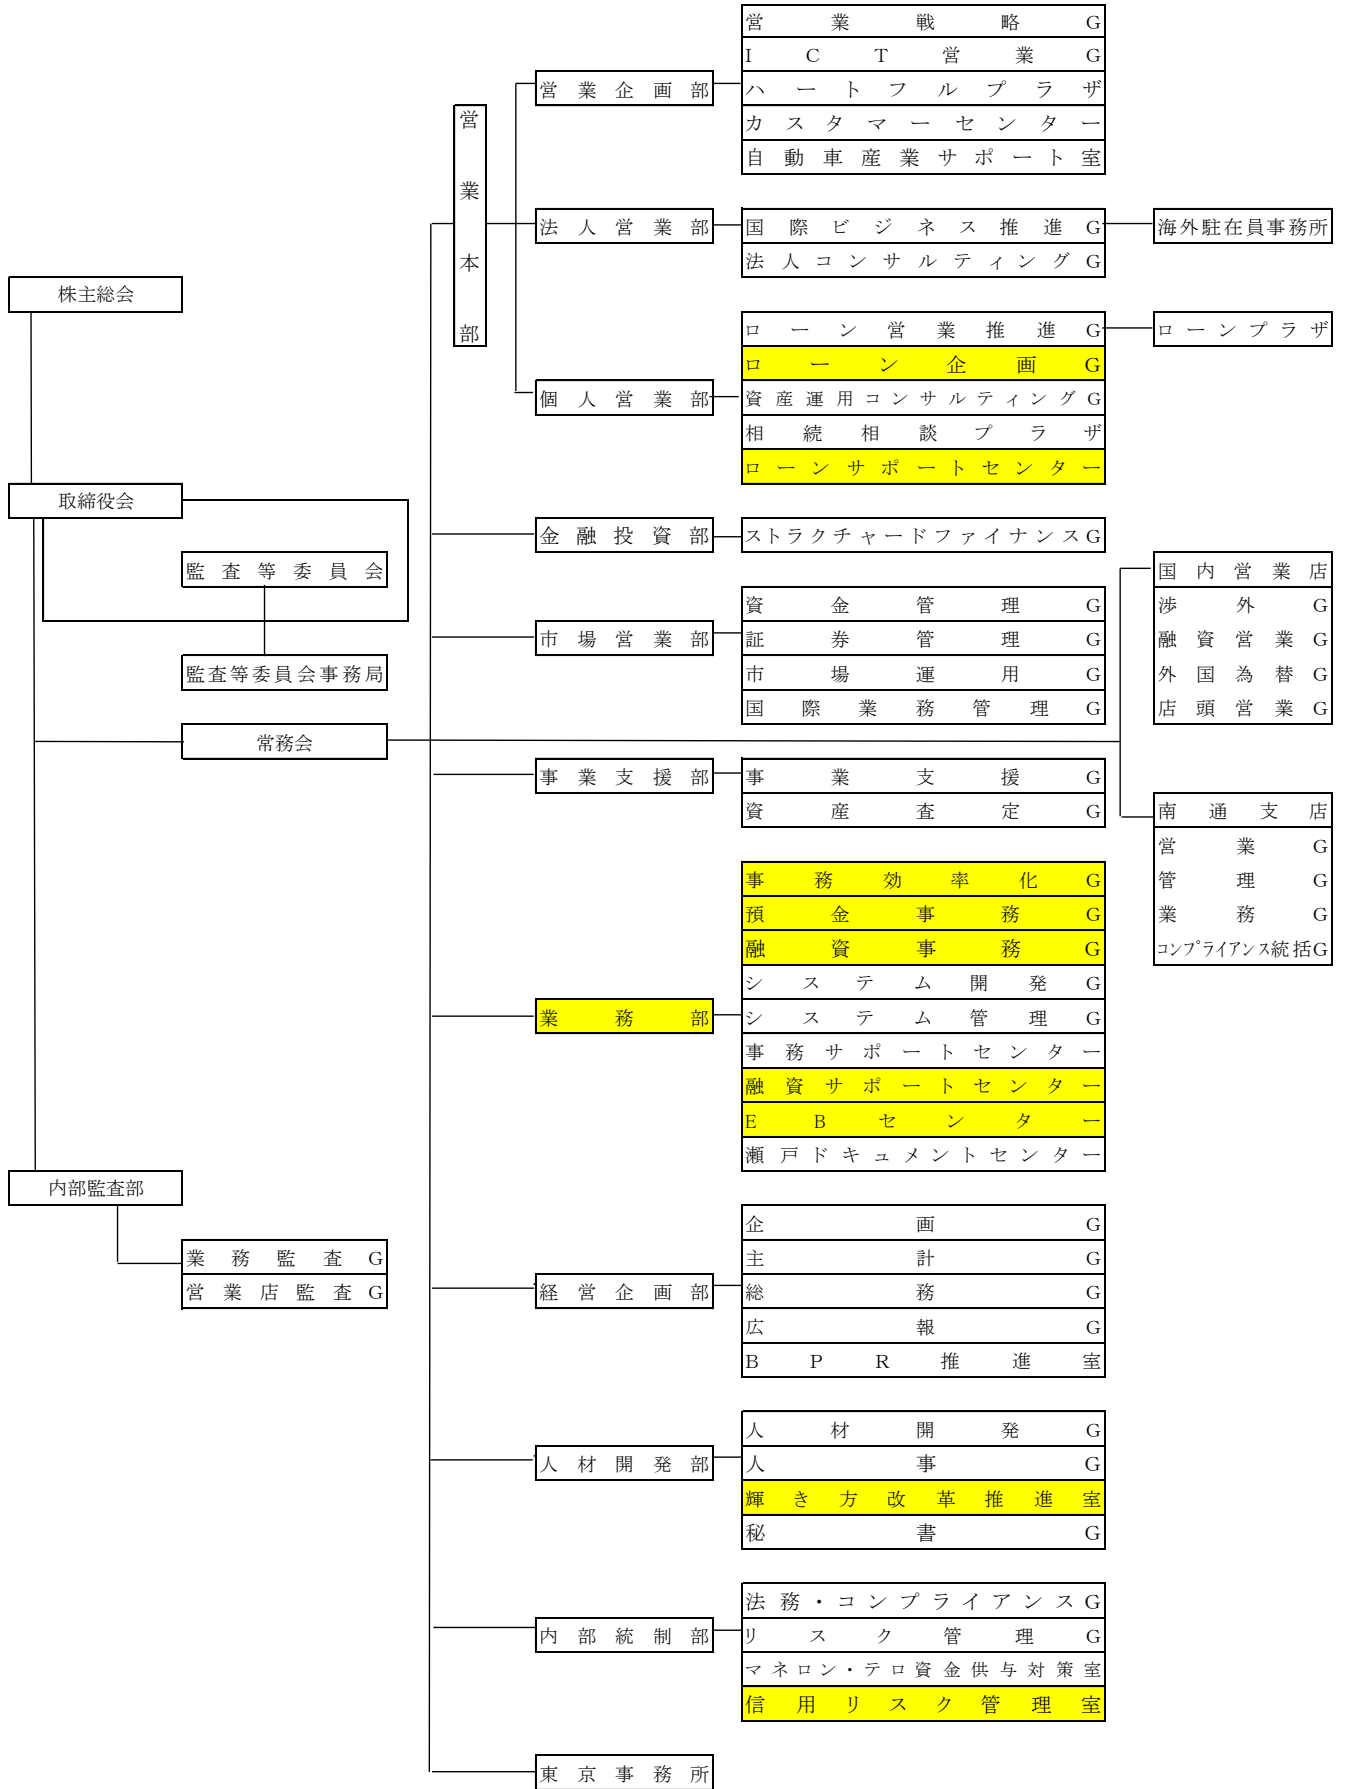 株主総会
取締役会
監査等委員会
監査等委員会事務局
常務会
内部監査部
業務監査G
営業店監査G
営業本部
営業企画部
営業戦略G
ICT営業G
ハートフルプラザ
カスタマーセンター
自動車産業サポート室
法人営業部
国際ビジネス推進G
法人コンサルティングG
海外駐在員事務所
個人営業部
ローン営業推進G
ローン企画G
資産運用コンサルティングG
相続相談プラザ
ローンサポートセンター
ローンプラザ
金融投資部
ストラクチャードファイナンスG
市場営業部
資金管理G
証券管理G
市場運用G
国際業務管理G
事業支援部
事業支援G
資産査定G
業務部
事務効率化G
預金事務G
融資事務G
システム開発G
システム管理G
事務サポートセンター
融資サポートセンター
EBセンター
瀬戸ドキュメントセンター
経営企画部
企画G
主計G
総務G
広報G
BPR推進室
人材開発部
人材開発G
人事G
輝き方改革推進室
秘書G
内部統制部
法務・コンプライアンスG
リスク管理G
マネロン・テロ資金供与対策室
信用リスク管理室
東京事務所
国内営業店
渉外G
融資営業G
外国為替G
店頭営業G
南通支店
営業G
管理G
業務G
コンプライアンス統括G